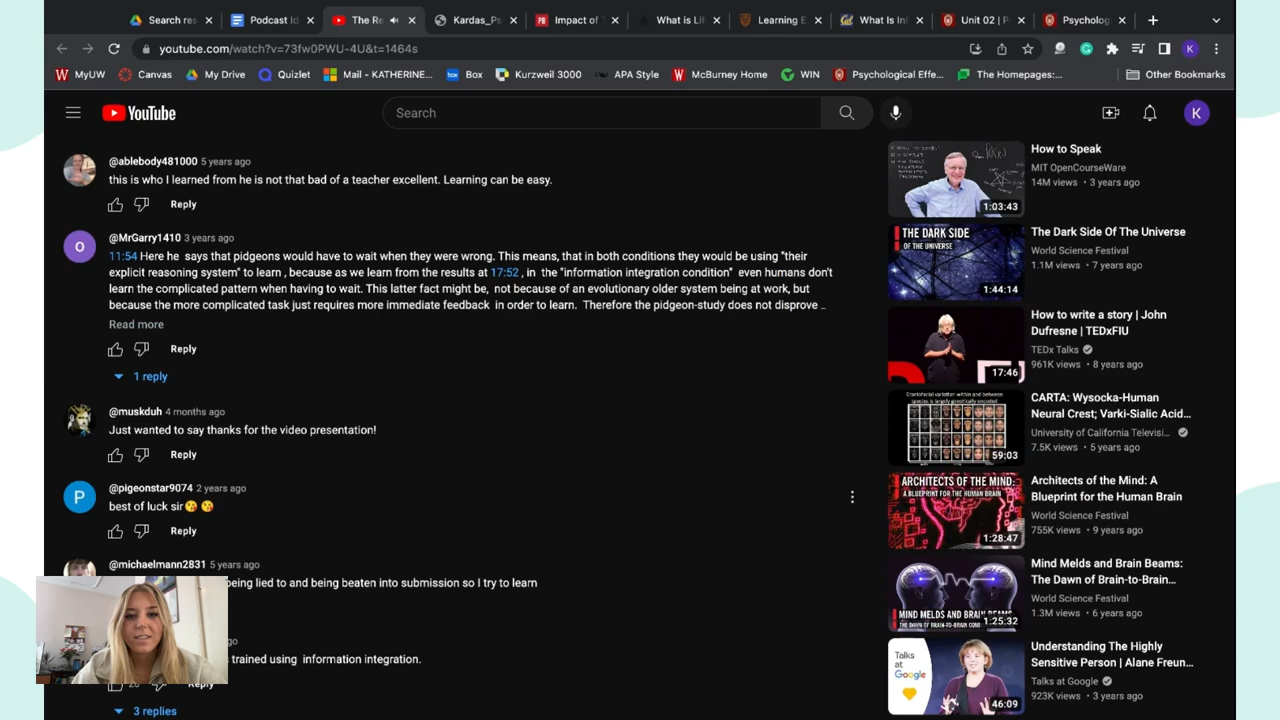 Search res
Podcast Id
The Re
Kardas_Ps
Impact of
What is Li
Learning E
What Is In
Unit 02 | P
Psycholog
youtube.com/watch?v=73fw0PWU-4U&t=1464s
K
MyUW
Canvas
My Drive
Quizlet
Mail - KATHERINE...
Box
Kurzweil 3000
APA Style
McBurney Home
WIN
Psychological Effe...
The Homepages:...
Other Bookmarks
YouTube
Search
K
@ablebody481000 5 years ago
this is who I learned from he is not that bad of a teacher excellent. Learning can be easy.
Reply
O
@MrGarry1410 3 years ago
11:54 Here he says that pidgeons would have to wait when they were wrong. This means, that in both conditions they would be using "their
explicit reasoning system" to learn , because as we learn from the results at 17:52 , in the "information integration condition" even humans don't
learn the complicated pattern when having to wait. This latter fact might be, not because of an evolutionary older system being at work, but
because the more complicated task just requires more immediate feedback in order to learn. Therefore the pidgeon-study does not disprove ..
Read more
Reply
1 reply
@muskduh 4 months ago
Just wanted to say thanks for the video presentation!
Reply
P
@pigeonstar9074 2 years ago
best of luck sir😘😘
Reply
@michaelmann2831 5 years ago
being lied to and being beaten into submission so I try to learn
go
trained using information integration.
Reply
3 replies
1:03:43
How to Speak
MIT OpenCourseWare
14M views • 3 years ago
THE DARK SIDE
OF THE UNIVERSE
1:44:14
The Dark Side Of The Universe
World Science Festival
1.1M views • 7 years ago
17:46
How to write a story | John
Dufresne | TEDxFIU
TEDx Talks
961K views • 8 years ago
Craniofacial variation within and between
species is largely genetically encoded
59:03
CARTA: Wysocka-Human
Neural Crest; Varki-Sialic Acid...
University of California Televisi...
7.5K views • 5 years ago
ARCHITECTS OF THE MIND:
A BLUEPRINT FOR THE HUMAN BRAIN
1:28:47
Architects of the Mind: A
Blueprint for the Human Brain
World Science Festival
755K views • 9 years ago
MIND MELDS AND BRAIN BEAMS
1:25:32
Mind Melds and Brain Beams:
The Dawn of Brain-to-Brain...
World Science Festival
1.3M views • 6 years ago
Talks
at
Google
46:09
Understanding The Highly
Sensitive Person | Alane Freun...
Talks at Google
923K views • 3 years ago